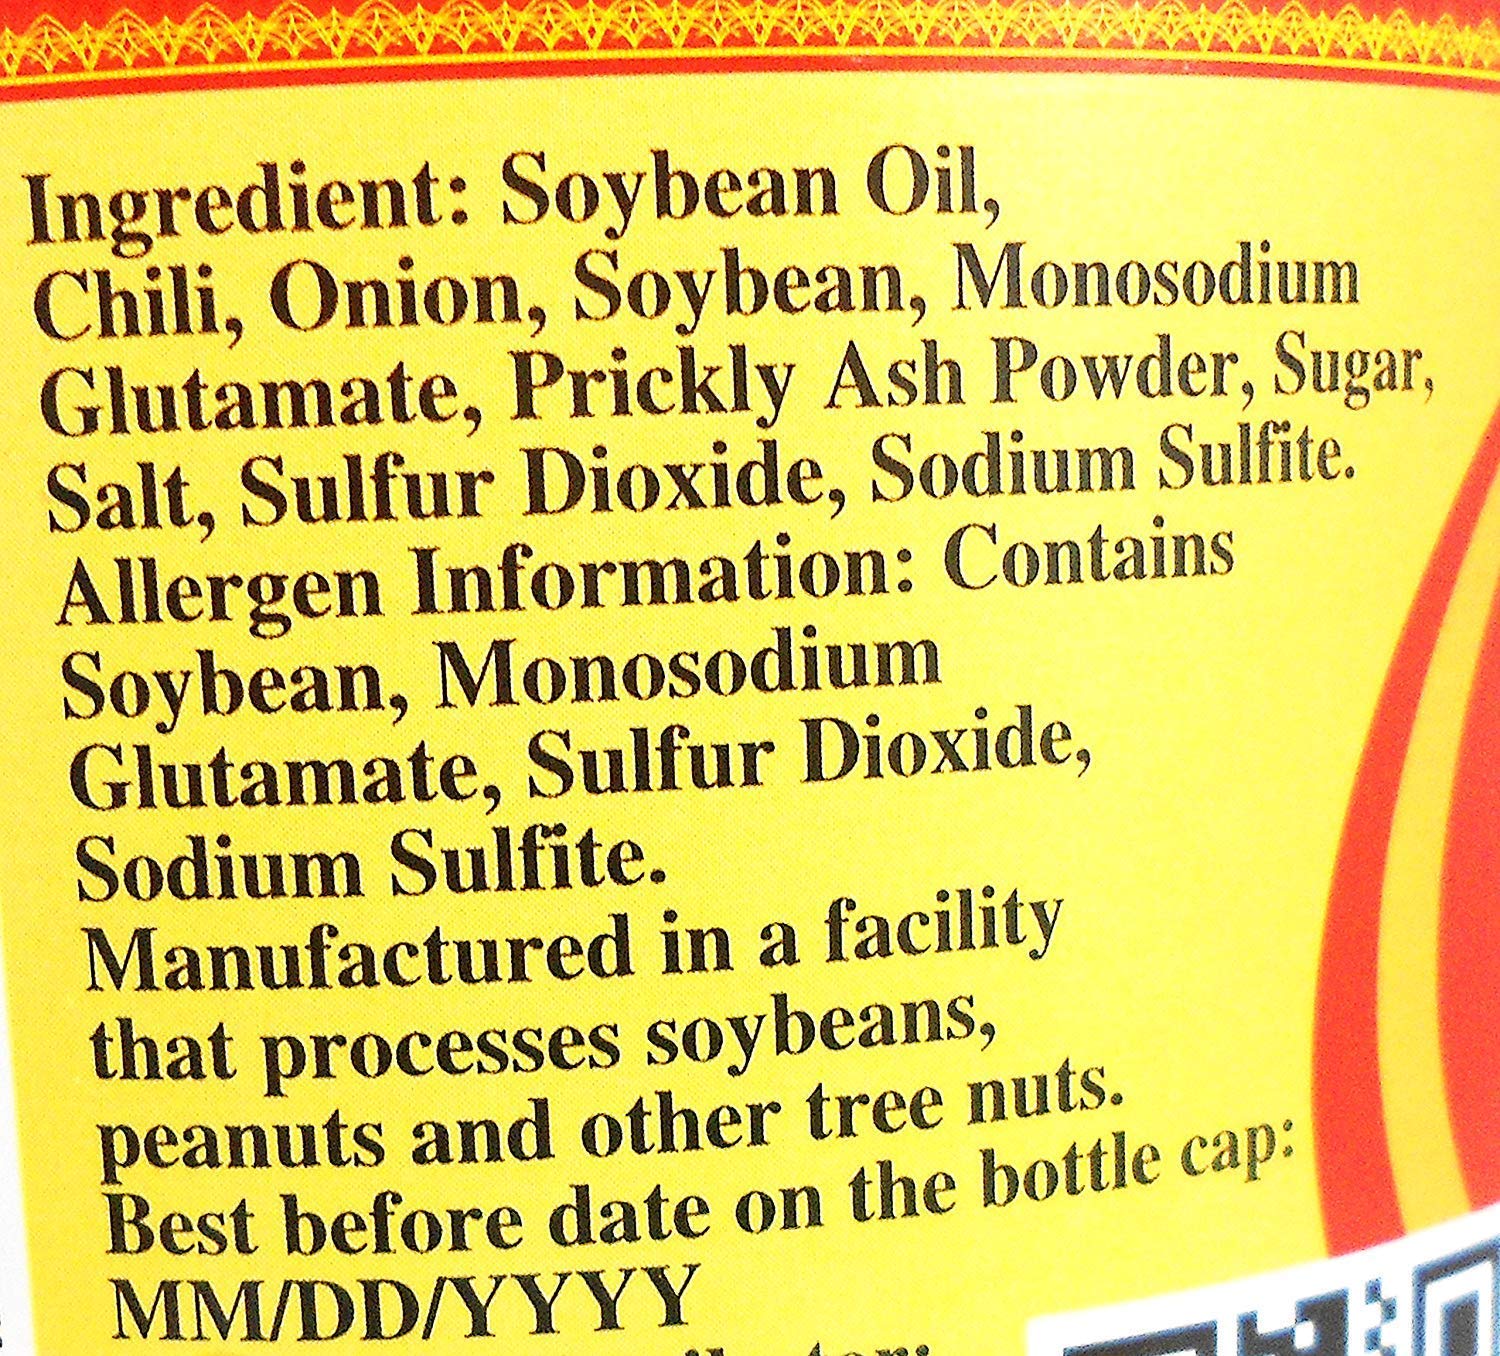 Ingredient: Soybean Oil,
Chili, Onion, Soybean, Monosodium
Glutamate, Prickly Ash Powder, Sugar,
Salt, Sulfur Dioxide, Sodium Sulfite.
Allergen Information: Contains
Soybean, Monosodium
Glutamate, Sulfur Dioxide,
Sodium Sulfite.
Manufactured in a facility
that processes soybeans,
peanuts and other tree nuts.
Best before date on the bottle cap:
MM/DD/YYYY